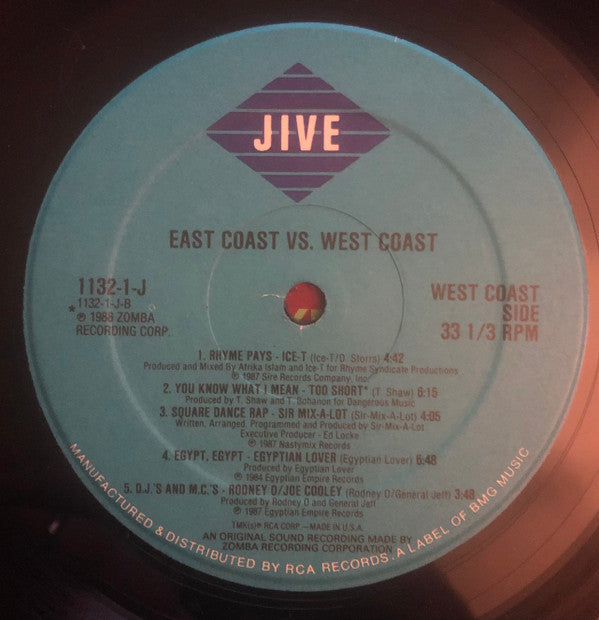 JIVE
EAST COAST VS. WEST COAST
1132-1-J
*1132-1-J-B
℗ 1988 ZOMBA
RECORDING CORP.
WEST COAST
SIDE
33 1/3 RPM
1. RHYME PAYS - ICE-T (Ice-T/D. Storrs) 4:42
Produced and Mixed by Afrika Islam and Ice-T for Rhyme Syndicate Productions
℗ 1987 Sire Records Company, Inc.
2. YOU KNOW WHAT I MEAN - TOO SHORT* (T. Shaw) 6:15
Produced by T. Shaw and T. Bohanon for Dangerous Music
3. SQUARE DANCE RAP - SIR MIX-A-LOT (Sir-Mix-A-Lot) 4:05
Written, Arranged, Programmed and Produced by Sir-Mix-A-Lot
Executive Producer - Ed Locke
℗ 1987 Nastymix Records
4. EGYPT, EGYPT - EGYPTIAN LOVER (Egyptian Lover) 6:48
Produced by Egyptian Lover
℗ 1984 Egyptian Empire Records
5. D.J.'S AND M.C.'S - RODNEY O/JOE COOLEY (Rodney O/General Jeff) 3:48
Produced by Rodney O and General Jeff
℗ 1987 Egyptian Empire Records
TMK(s)® RCA CORP.—MADE IN U.S.A.
AN ORIGINAL SOUND RECORDING MADE BY
ZOMBA RECORDING CORPORATION
MANUFACTURED & DISTRIBUTED BY RCA RECORDS, A LABEL OF BMG MUSIC